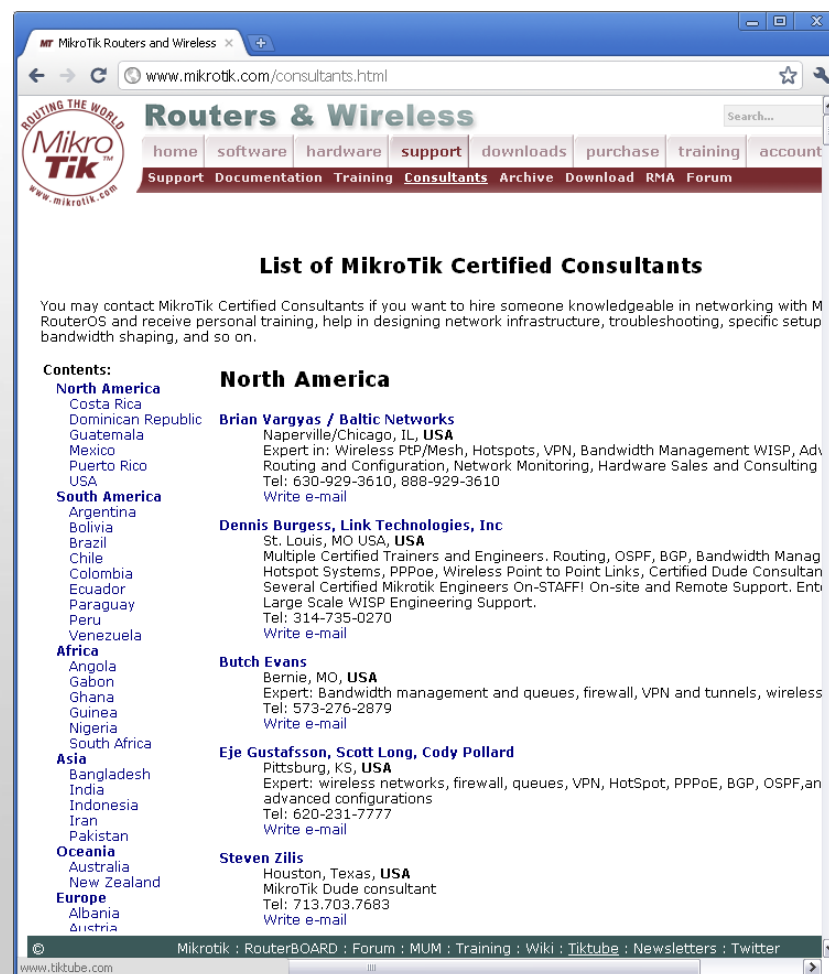 MT MikroTik Routers and Wireless
www.mikrotik.com/consultants.html
ROUTING THE WORLD
MikroTik™
www.mikrotik.com
Routers & Wireless
Search...
home software hardware support downloads purchase training account
Support Documentation Training Consultants Archive Download RMA Forum
List of MikroTik Certified Consultants
You may contact MikroTik Certified Consultants if you want to hire someone knowledgeable in networking with M
RouterOS and receive personal training, help in designing network infrastructure, troubleshooting, specific setup
bandwidth shaping, and so on.
Contents:
North America
Costa Rica
Dominican Republic
Guatemala
Mexico
Puerto Rico
USA
South America
Argentina
Bolivia
Brazil
Chile
Colombia
Ecuador
Paraguay
Peru
Venezuela
Africa
Angola
Gabon
Ghana
Guinea
Nigeria
South Africa
Asia
Bangladesh
India
Indonesia
Iran
Pakistan
Oceania
Australia
New Zealand
Europe
Albania
Austria
North America
Brian Vargyas / Baltic Networks
Naperville/Chicago, IL, USA
Expert in: Wireless PtP/Mesh, Hotspots, VPN, Bandwidth Management WISP, Adv
Routing and Configuration, Network Monitoring, Hardware Sales and Consulting
Tel: 630-929-3610, 888-929-3610
Write e-mail
Dennis Burgess, Link Technologies, Inc
St. Louis, MO USA, USA
Multiple Certified Trainers and Engineers. Routing, OSPF, BGP, Bandwidth Manag
Hotspot Systems, PPPoe, Wireless Point to Point Links, Certified Dude Consultan
Several Certified Mikrotik Engineers On-STAFF! On-site and Remote Support. Ent
Large Scale WISP Engineering Support.
Tel: 314-735-0270
Write e-mail
Butch Evans
Bernie, MO, USA
Expert: Bandwidth management and queues, firewall, VPN and tunnels, wireless
Tel: 573-276-2879
Write e-mail
Eje Gustafsson, Scott Long, Cody Pollard
Pittsburg, KS, USA
Expert: wireless networks, firewall, queues, VPN, HotSpot, PPPoE, BGP, OSPF,an
advanced configurations
Tel: 620-231-7777
Write e-mail
Steven Zilis
Houston, Texas, USA
MikroTik Dude consultant
Tel: 713.703.7683
Write e-mail
© Mikrotik : RouterBOARD : Forum : MUM : Training : Wiki : Tiktube : Newsletters : Twitter
www.tiktube.com